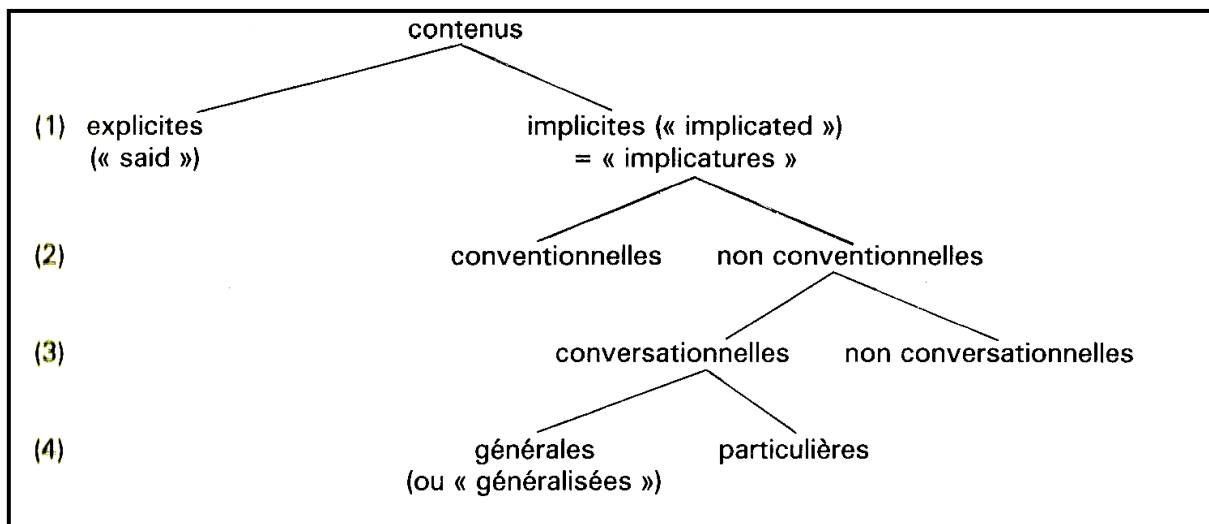 contenus
(1) explicites implicites (« implicated »)
(« said ») = « implicatures »
(2) conventionnelles non conventionnelles
(3) conversationnelles non conversationnelles
(4) générales particulières
(ou « généralisées »)